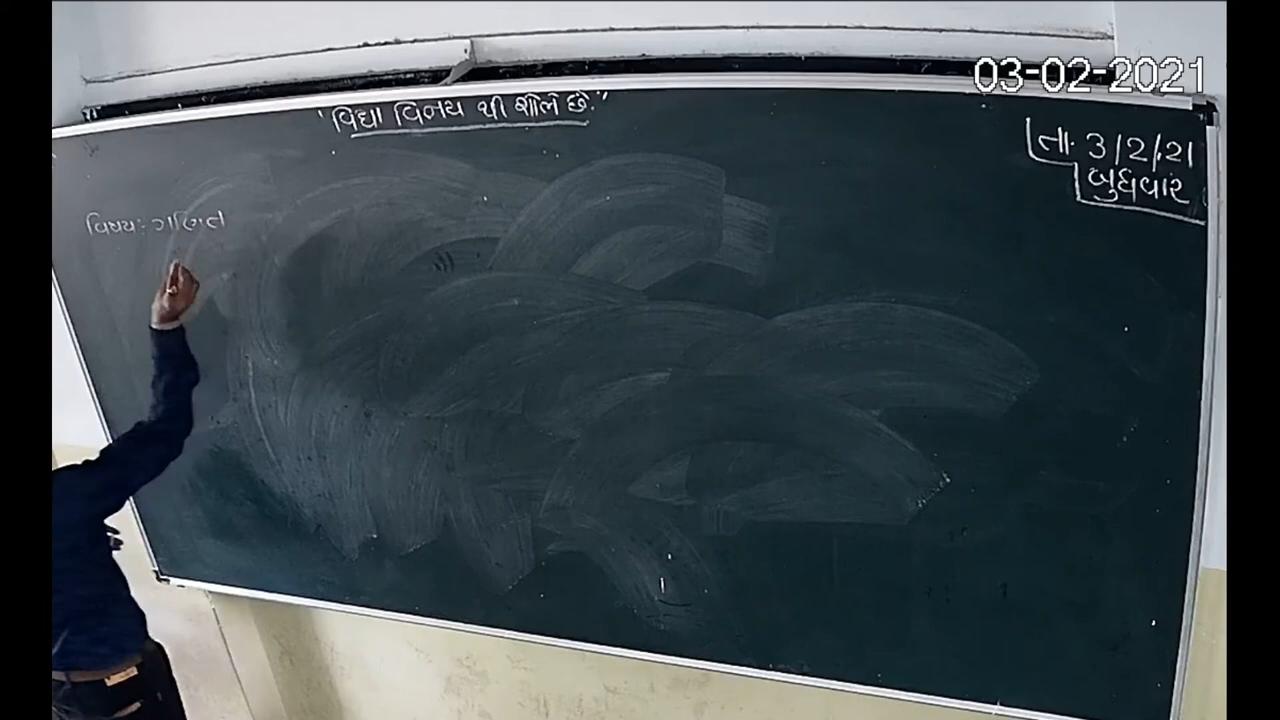 03-02-2021
"વિદ્યા વિનય થી શોભે છે."
તા. 3/2/21
બુધવાર
વિષય:- ગણિત